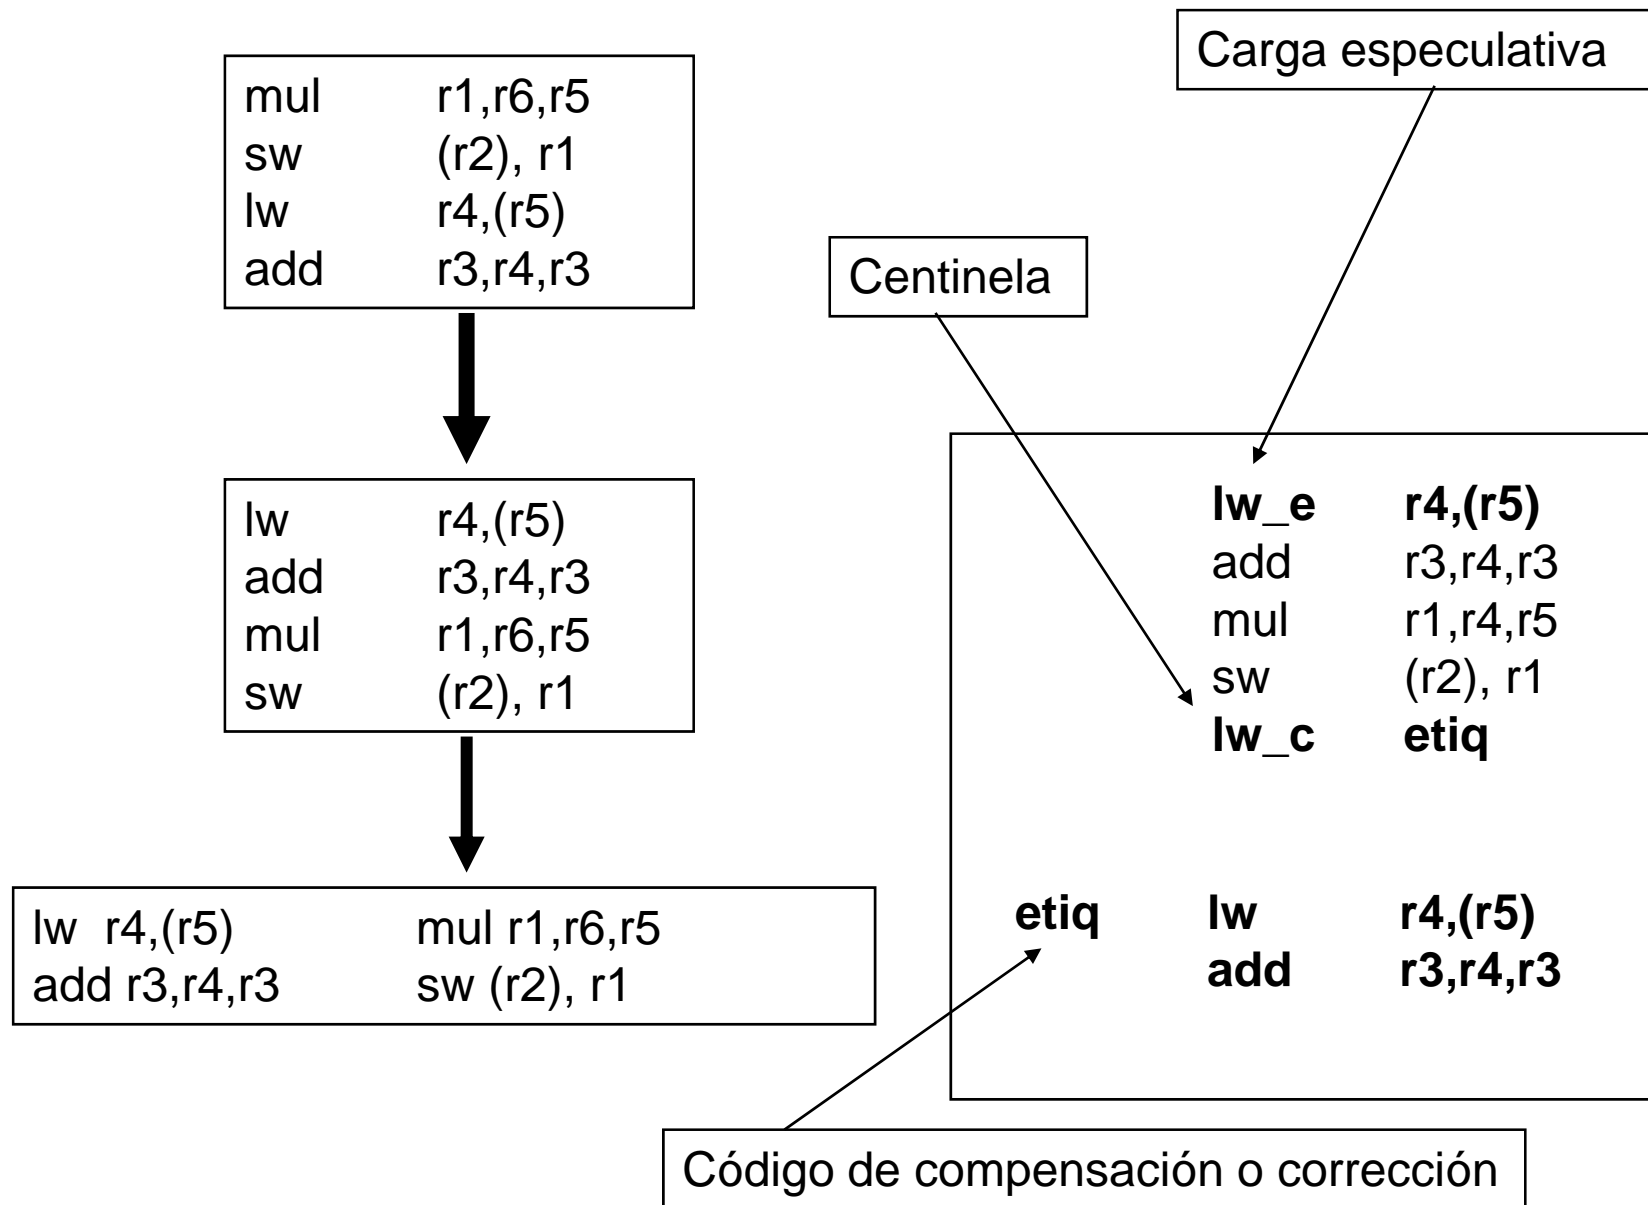 mul r1,r6,r5
sw (r2), r1
lw r4,(r5)
add r3,r4,r3
lw r4,(r5)
add r3,r4,r3
mul r1,r6,r5
sw (r2), r1
lw r4,(r5) mul r1,r6,r5
add r3,r4,r3 sw (r2), r1
Carga especulativa
Centinela
lw_e r4,(r5)
add r3,r4,r3
mul r1,r4,r5
sw (r2), r1
lw_c etiq
etiq lw r4,(r5)
add r3,r4,r3
Código de compensación o corrección